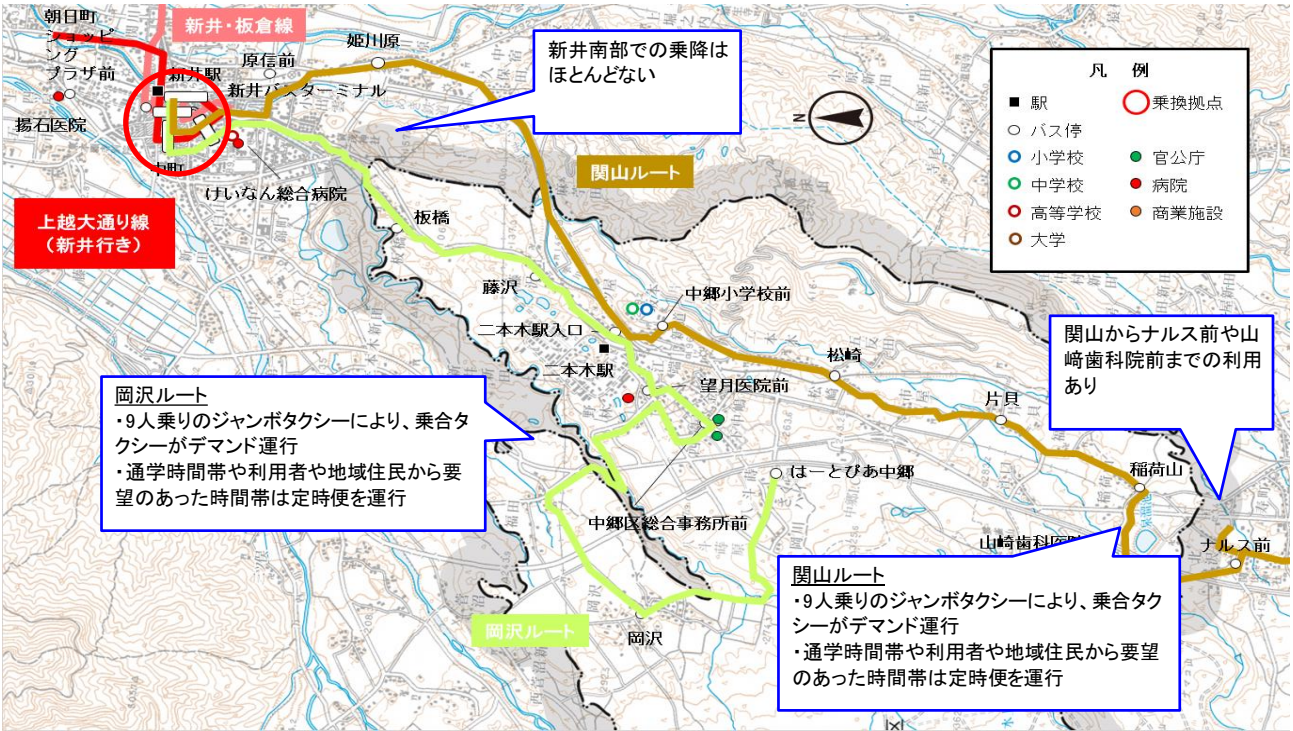 朝日町
ショッピ
ング
プラザ前
新井・板倉線
原信前
姫川原
新井駅
新井バスターミナル
揚石医院
中町
けいなん総合病院
上越大通り線
(新井行き)
新井南部での乗降は
ほとんどない
N
凡 例
駅
乗換拠点
バス停
小学校
官公庁
中学校
病院
高等学校
商業施設
大学
関山ルート
板橋
藤沢
中郷小学校前
二本木駅入口
二本木駅
望月医院前
松崎
片貝
関山からナルス前や山
﨑歯科院前までの利用
あり
岡沢ルート
・9人乗りのジャンボタクシーにより、乗合タ
クシーがデマンド運行
・通学時間帯や利用者や地域住民から要
望のあった時間帯は定時便を運行
はーとぴあ中郷
稲荷山
中郷区総合事務所前
山崎歯科医
ナルス前
関山ルート
・9人乗りのジャンボタクシーにより、乗合タク
シーがデマンド運行
・通学時間帯や利用者や地域住民から要望
のあった時間帯は定時便を運行
岡沢ルート
岡沢